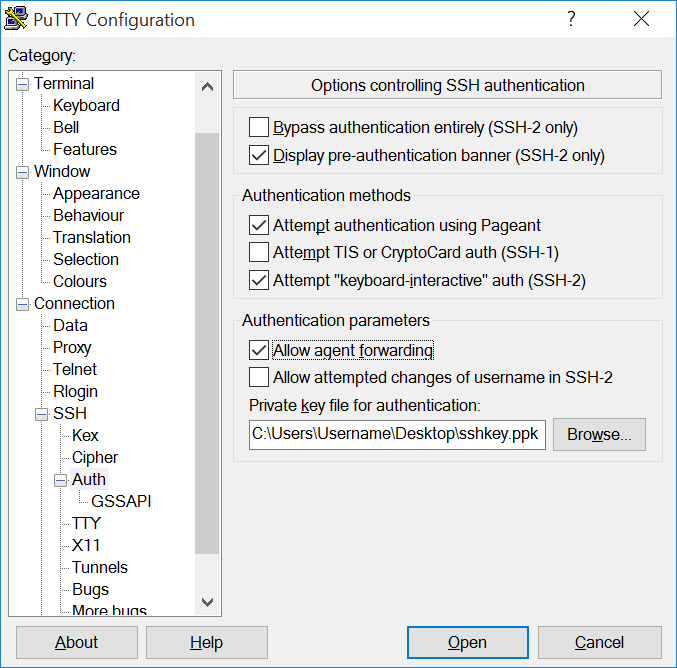 PuTTY Configuration
?
Category:
Terminal
Keyboard
Bell
Features
Window
Appearance
Behaviour
Translation
Selection
Colours
Connection
Data
Proxy
Telnet
Rlogin
SSH
Kex
Cipher
Auth
GSSAPI
TTY
X11
Tunnels
Bugs
More bugs
Options controlling SSH authentication
Bypass authentication entirely (SSH-2 only)
Display pre-authentication banner (SSH-2 only)
Authentication methods
Attempt authentication using Pageant
Attempt TIS or CryptoCard auth (SSH-1)
Attempt "keyboard-interactive" auth (SSH-2)
Authentication parameters
Allow agent forwarding
Allow attempted changes of username in SSH-2
Private key file for authentication:
C:\Users\Username\Desktop\sshkey.ppk
Browse...
About
Help
Open
Cancel